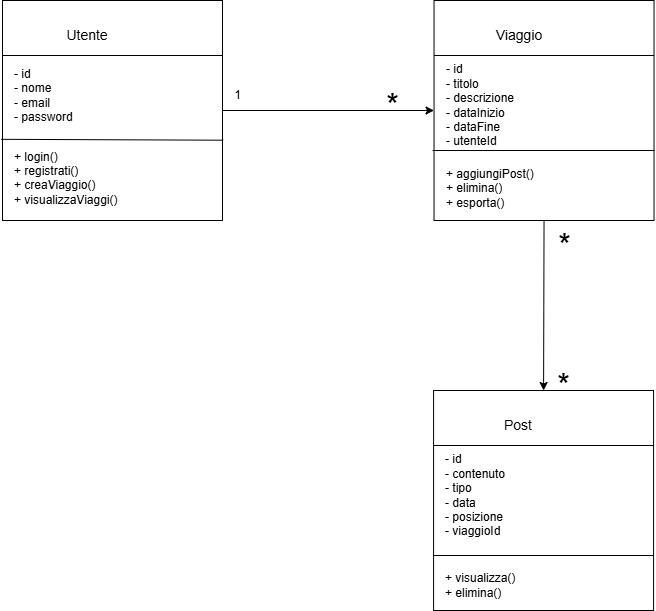 Utente
- id
- nome
- email
- password
+ login()
+ registrati()
+ creaViaggio()
+ visualizzaViaggi()
1
*
Viaggio
- id
- titolo
- descrizione
- dataInizio
- dataFine
- utenteId
+ aggiungiPost()
+ elimina()
+ esporta()
*
*
Post
- id
- contenuto
- tipo
- data
- posizione
- viaggioId
+ visualizza()
+ elimina()